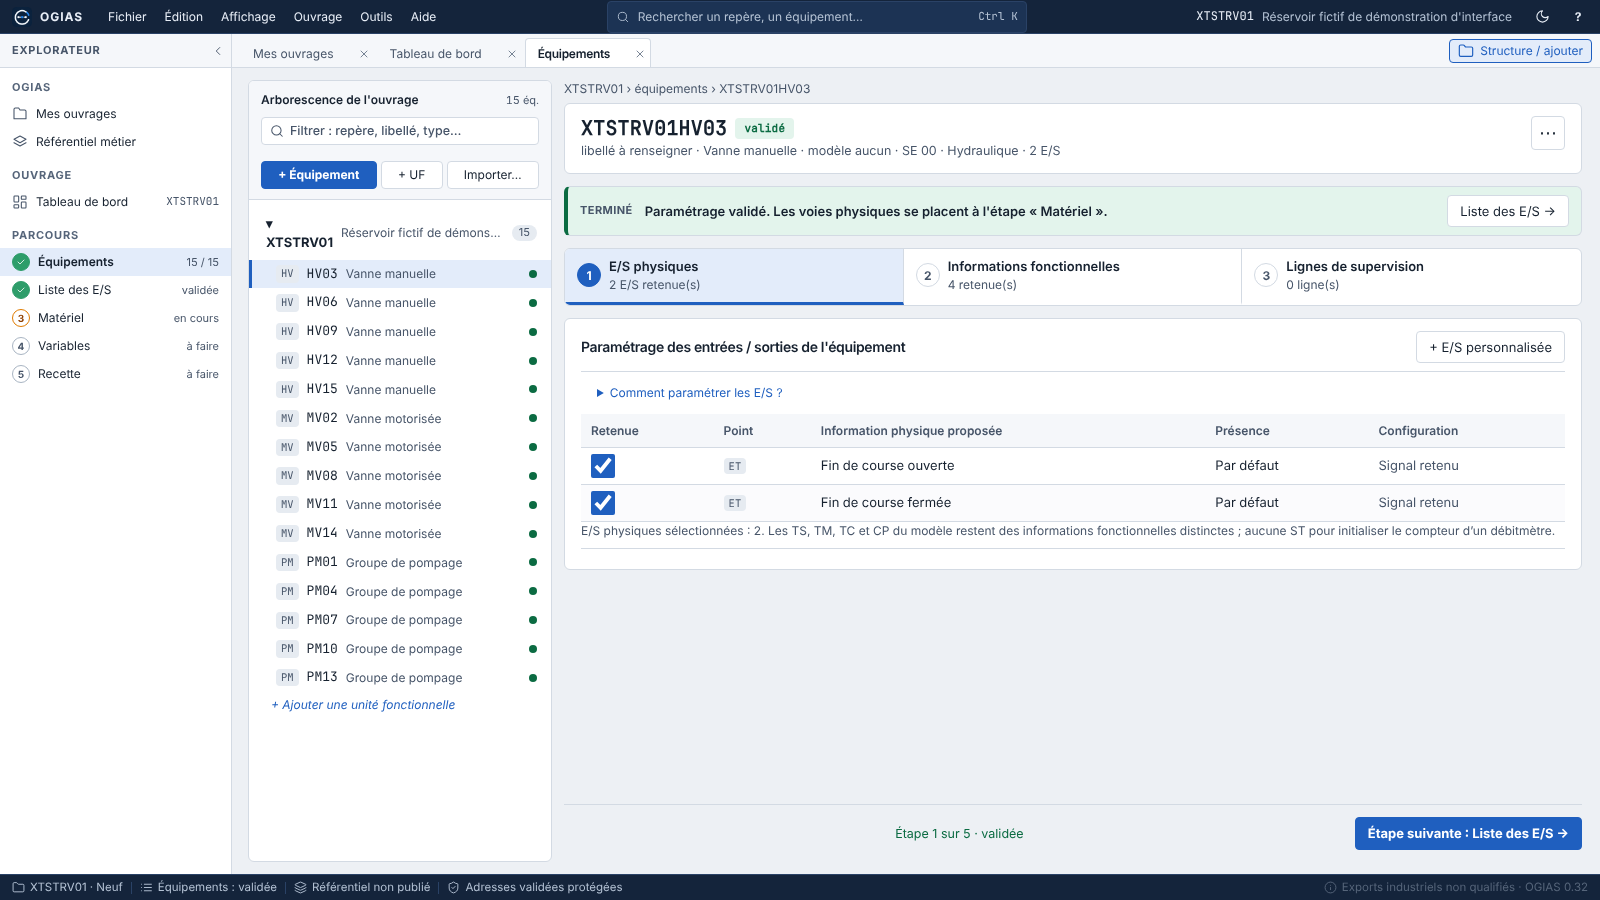 OGIAS Fichier Édition Affichage Ouvrage Outils Aide Rechercher un repère, un équipement... Ctrl K XTSTRV01 Réservoir fictif de démonstration d'interface ?
EXPLORATEUR
Mes ouvrages × Tableau de bord × Équipements × Structure / ajouter
OGIAS
Mes ouvrages
Référentiel métier
OUVRAGE
Tableau de bord XTSTRV01
PARCOURS
Équipements 15 / 15
Liste des E/S validée
3 Matériel en cours
4 Variables à faire
5 Recette à faire
Arborescence de l'ouvrage 15 éq.
Filtrer : repère, libellé, type...
+ Équipement + UF Importer...
▼
XTSTRV01 Réservoir fictif de démons... 15
HV HV03 Vanne manuelle
HV HV06 Vanne manuelle
HV HV09 Vanne manuelle
HV HV12 Vanne manuelle
HV HV15 Vanne manuelle
MV MV02 Vanne motorisée
MV MV05 Vanne motorisée
MV MV08 Vanne motorisée
MV MV11 Vanne motorisée
MV MV14 Vanne motorisée
PM PM01 Groupe de pompage
PM PM04 Groupe de pompage
PM PM07 Groupe de pompage
PM PM10 Groupe de pompage
PM PM13 Groupe de pompage
+ Ajouter une unité fonctionnelle
XTSTRV01 › équipements › XTSTRV01HV03
XTSTRV01HV03 validé
libellé à renseigner · Vanne manuelle · modèle aucun · SE 00 · Hydraulique · 2 E/S
...
TERMINÉ Paramétrage validé. Les voies physiques se placent à l'étape « Matériel ». Liste des E/S →
1 E/S physiques
2 E/S retenue(s)
2 Informations fonctionnelles
4 retenue(s)
3 Lignes de supervision
0 ligne(s)
Paramétrage des entrées / sorties de l'équipement + E/S personnalisée
▶ Comment paramétrer les E/S ?
Retenue Point Information physique proposée Présence Configuration
ET Fin de course ouverte Par défaut Signal retenu
ET Fin de course fermée Par défaut Signal retenu
E/S physiques sélectionnées : 2. Les TS, TM, TC et CP du modèle restent des informations fonctionnelles distinctes ; aucune ST pour initialiser le compteur d’un débitmètre.
Étape 1 sur 5 · validée Étape suivante : Liste des E/S →
XTSTRV01 · Neuf Équipements : validée Référentiel non publié Adresses validées protégées Exports industriels non qualifiés · OGIAS 0.32